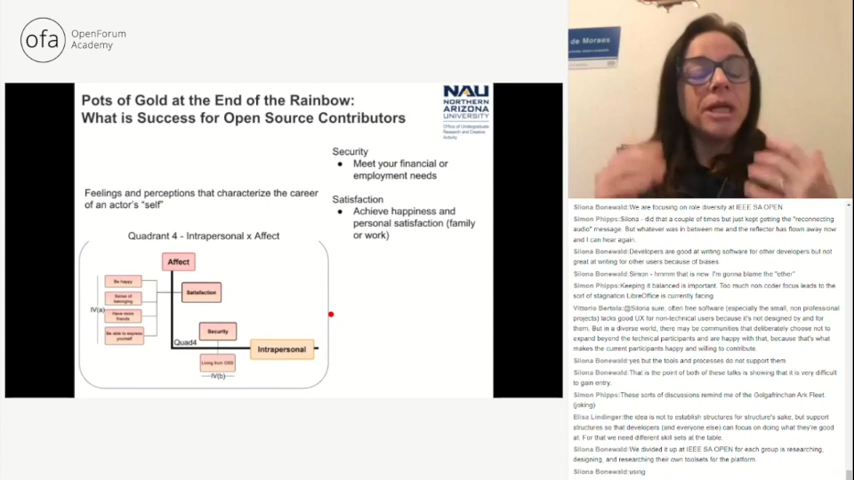 ofa
OpenForum
Academy
Pots of Gold at the End of the Rainbow:
What is Success for Open Source Contributors
NAU
NORTHERN
ARIZONA
UNIVERSITY
Office of Undergraduate
Research and Creative
Activity
Security
Meet your financial or
employment needs
Satisfaction
Achieve happiness and
personal satisfaction (family
or work)
Feelings and perceptions that characterize the career
of an actor's "self"
Quadrant 4 - Intrapersonal x Affect
Affect
Be happy
Sense of
belonging
Have more
friends
Be able to express
yourself
IV(a)
Satisfaction
Security
Quad4
Intrapersonal
Living from OSS
IV(b)
de Moraes
Silona Bonewald:We are focusing on role diversity at IEEE SA OPEN
Simon Phipps:Silona - did that a couple of times but just kept getting the "reconnecting
audio" message. But whatever was in between me and the reflector has flown away now
and I can hear again.
Silona Bonewald:Developers are good at writing software for other developers but not
great at writing for other users because of biases
Silona Bonewald:Simon - hmmm that is new. I'm gonna blame the "ether"
Simon Phipps:Keeping it balanced is important. Too much non-coder focus leads to the
sort of stagnation LibreOffice is currently facing
Vittorio Bertola:@Silona sure, often free software (especially the small, non professional
projects) lacks good UX for non-technical users because it's not designed by and for
them. But in a diverse world, there may be communities that deliberately choose not to
expand beyond the technical participants and are happy with that, because that's what
makes the current participants happy and willing to contribute.
Silona Bonewald:yes but the tools and processes do not support them
Silona Bonewald:That is the point of both of these talks is showing that it is very difficult
to gain entry.
Simon Phipps:These sorts of discussions remind me of the Golgafrinchan Ark Fleet
(joking)
Elisa Lindinger:the idea is not to establish structures for structure's sake, but support
structures so that developers (and everyone else) can focus on doing what they're good
at. For that we need different skill sets at the table.
Silona Bonewald:We divided it up at IEEE SA OPEN for each group is researching,
designing, and researching their own toolsets for the platform.
Silona Bonewald:using